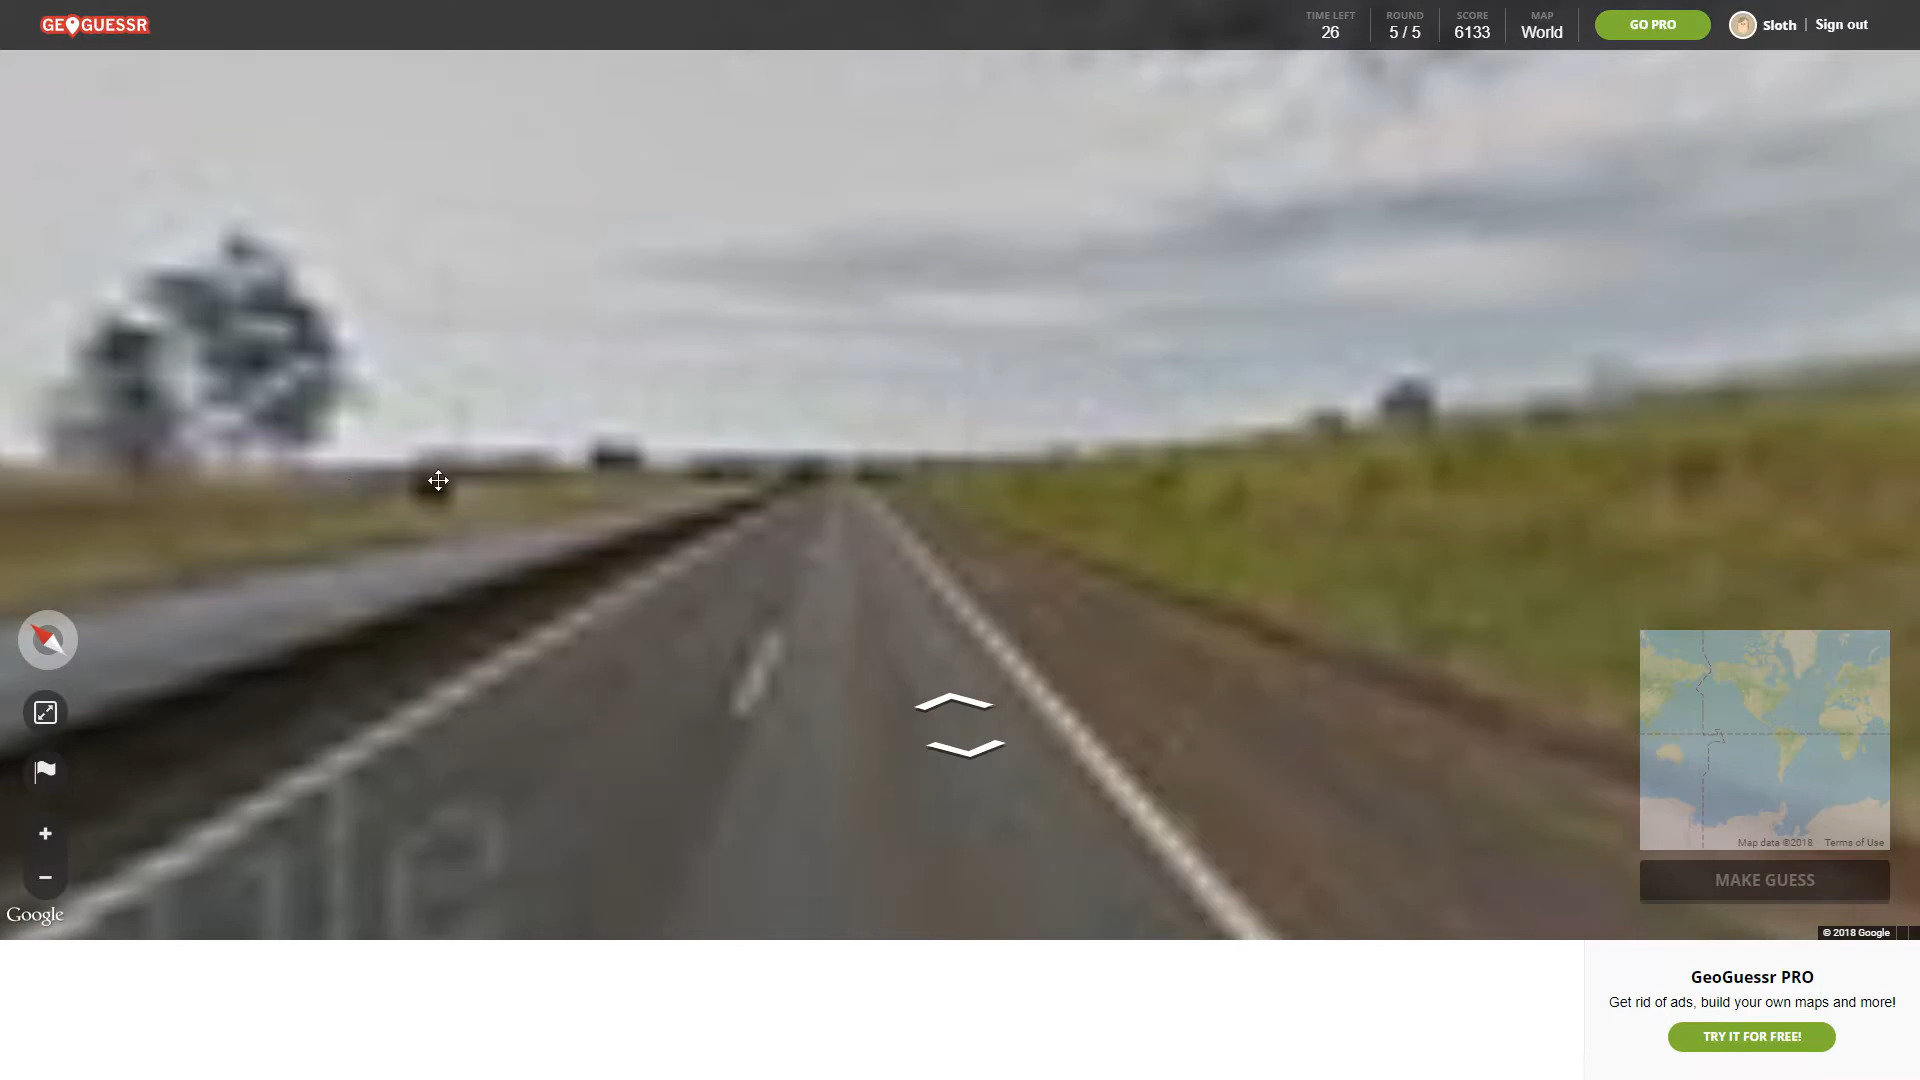 GEOGUESSR
TIME LEFT
26
ROUND
5 / 5
SCORE
6133
MAP
World
GO PRO
Sloth | Sign out
Map data ©2018 Terms of Use
MAKE GUESS
Google
© 2018 Google
GeoGuessr PRO
Get rid of ads, build your own maps and more!
TRY IT FOR FREE!